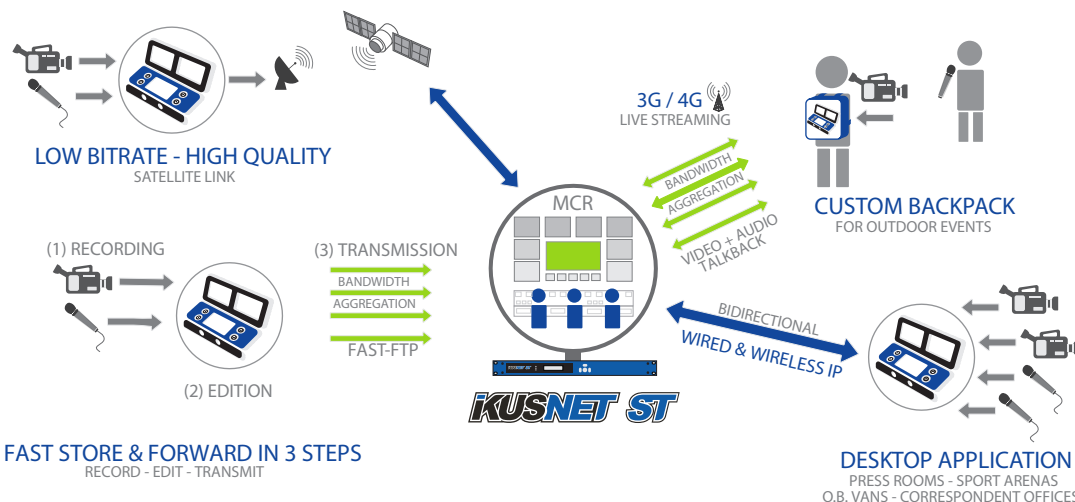 LOW BITRATE - HIGH QUALITY
SATELLITE LINK
3G / 4G
LIVE STREAMING
BANDWIDTH
AGGREGATION
VIDEO + AUDIO
TALKBACK
CUSTOM BACKPACK
FOR OUTDOOR EVENTS
MCR
(1) RECORDING
(2) EDITION
(3) TRANSMISSION
BANDWIDTH
AGGREGATION
FAST-FTP
BIDIRECTIONAL
WIRED & WIRELESS IP
iKUSNET ST
FAST STORE & FORWARD IN 3 STEPS
RECORD - EDIT - TRANSMIT
DESKTOP APPLICATION
PRESS ROOMS - SPORT ARENAS
O.B. VANS - CORRESPONDENT OFFICES